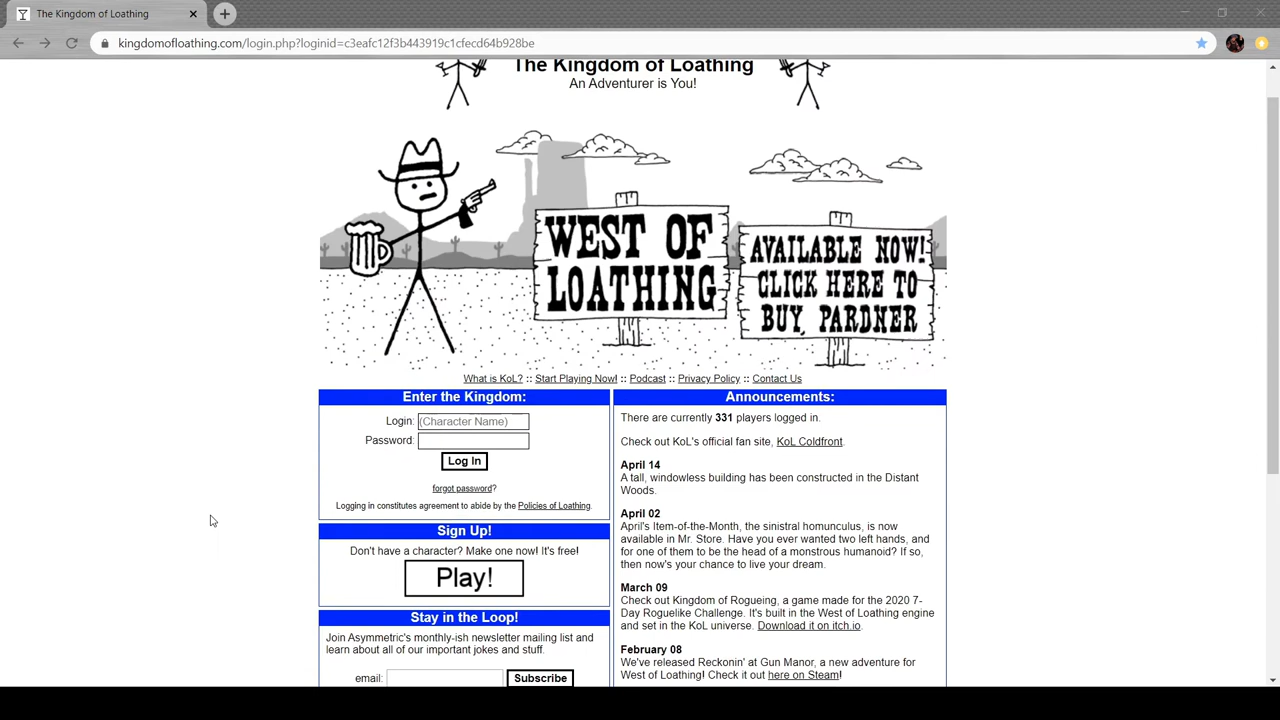 The Kingdom of Loathing
kingdomofloathing.com/login.php?loginid=c3eafc12f3b443919c1cfecd64b928be
The Kingdom of Loathing
An Adventurer is You!
WEST OF
LOATHING
AVAILABLE NOW!
CLICK HERE TO
BUY, PARDNER
What is KoL? :: Start Playing Now! :: Podcast :: Privacy Policy :: Contact Us
Enter the Kingdom:
Login: (Character Name)
Password:
Log In
forgot password?
Logging in constitutes agreement to abide by the Policies of Loathing.
Sign Up!
Don't have a character? Make one now! It's free!
Play!
Stay in the Loop!
Join Asymmetric's monthly-ish newsletter mailing list and
learn about all of our important jokes and stuff.
email: Subscribe
Announcements:
There are currently 331 players logged in.
Check out KoL's official fan site, KoL Coldfront.
April 14
A tall, windowless building has been constructed in the Distant
Woods.
April 02
April's Item-of-the-Month, the sinistral homunculus, is now
available in Mr. Store. Have you ever wanted two left hands, and
for one of them to be the head of a monstrous humanoid? If so,
then now's your chance to live your dream.
March 09
Check out Kingdom of Rogueing, a game made for the 2020 7-
Day Roguelike Challenge. It's built in the West of Loathing engine
and set in the KoL universe. Download it on itch.io.
February 08
We've released Reckonin' at Gun Manor, a new adventure for
West of Loathing! Check it out here on Steam!